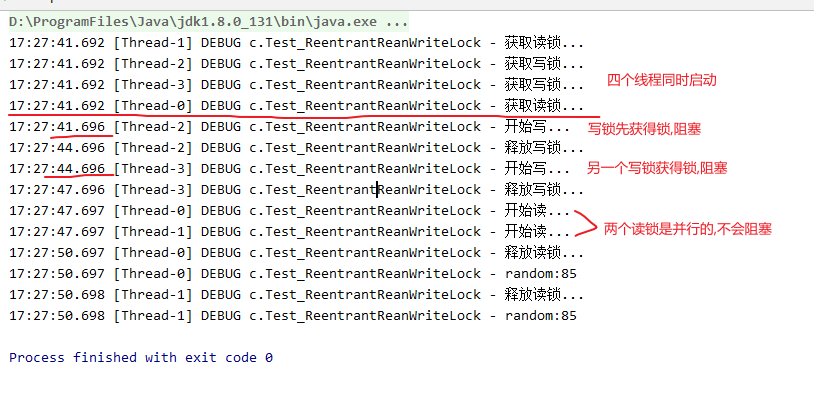 D:\ProgramFiles\Java\jdk1.8.0_131\bin\java.exe ...
17:27:41.692 [Thread-1] DEBUG c.Test_ReentrantReanWriteLock - 获取读锁...
17:27:41.692 [Thread-2] DEBUG c.Test_ReentrantReanWriteLock - 获取写锁...
17:27:41.692 [Thread-3] DEBUG c.Test_ReentrantReanWriteLock - 获取写锁...
四个线程同时启动
17:27:41.692 [Thread-0] DEBUG c.Test_ReentrantReanWriteLock - 获取读锁...
17:27:41.696 [Thread-2] DEBUG c.Test_ReentrantReanWriteLock - 开始写... 写锁先获得锁,阻塞
17:27:44.696 [Thread-2] DEBUG c.Test_ReentrantReanWriteLock - 释放写锁...
17:27:44.696 [Thread-3] DEBUG c.Test_ReentrantReanWriteLock - 开始写... 另一个写锁获得锁,阻塞
17:27:47.696 [Thread-3] DEBUG c.Test_ReentrantReanWriteLock - 释放写锁...
17:27:47.697 [Thread-0] DEBUG c.Test_ReentrantReanWriteLock - 开始读...
17:27:47.697 [Thread-1] DEBUG c.Test_ReentrantReanWriteLock - 开始读... 两个读锁是并行的,不会阻塞
17:27:50.697 [Thread-0] DEBUG c.Test_ReentrantReanWriteLock - 释放读锁...
17:27:50.697 [Thread-0] DEBUG c.Test_ReentrantReanWriteLock - random:85
17:27:50.698 [Thread-1] DEBUG c.Test_ReentrantReanWriteLock - 释放读锁...
17:27:50.698 [Thread-1] DEBUG c.Test_ReentrantReanWriteLock - random:85
Process finished with exit code 0